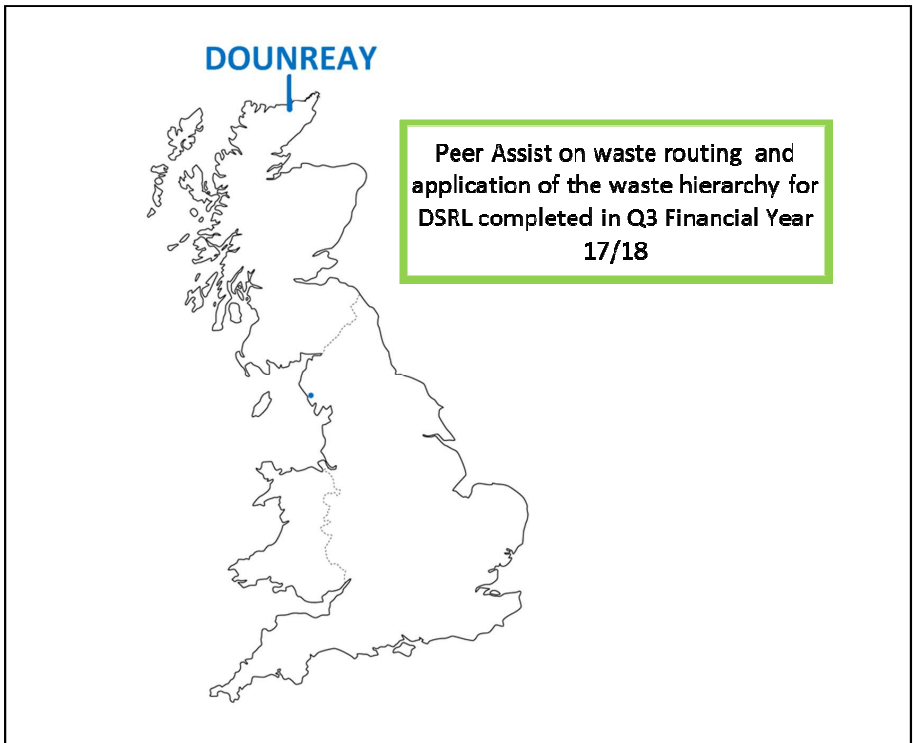 DOUNREAY
Peer Assist on waste routing and
application of the waste hierarchy for
DSRL completed in Q3 Financial Year
17/18